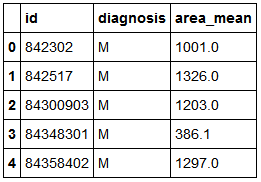 id diagnosis area_mean
0 842302 M 1001.0
1 842517 M 1326.0
2 84300903 M 1203.0
3 84348301 M 386.1
4 84358402 M 1297.0